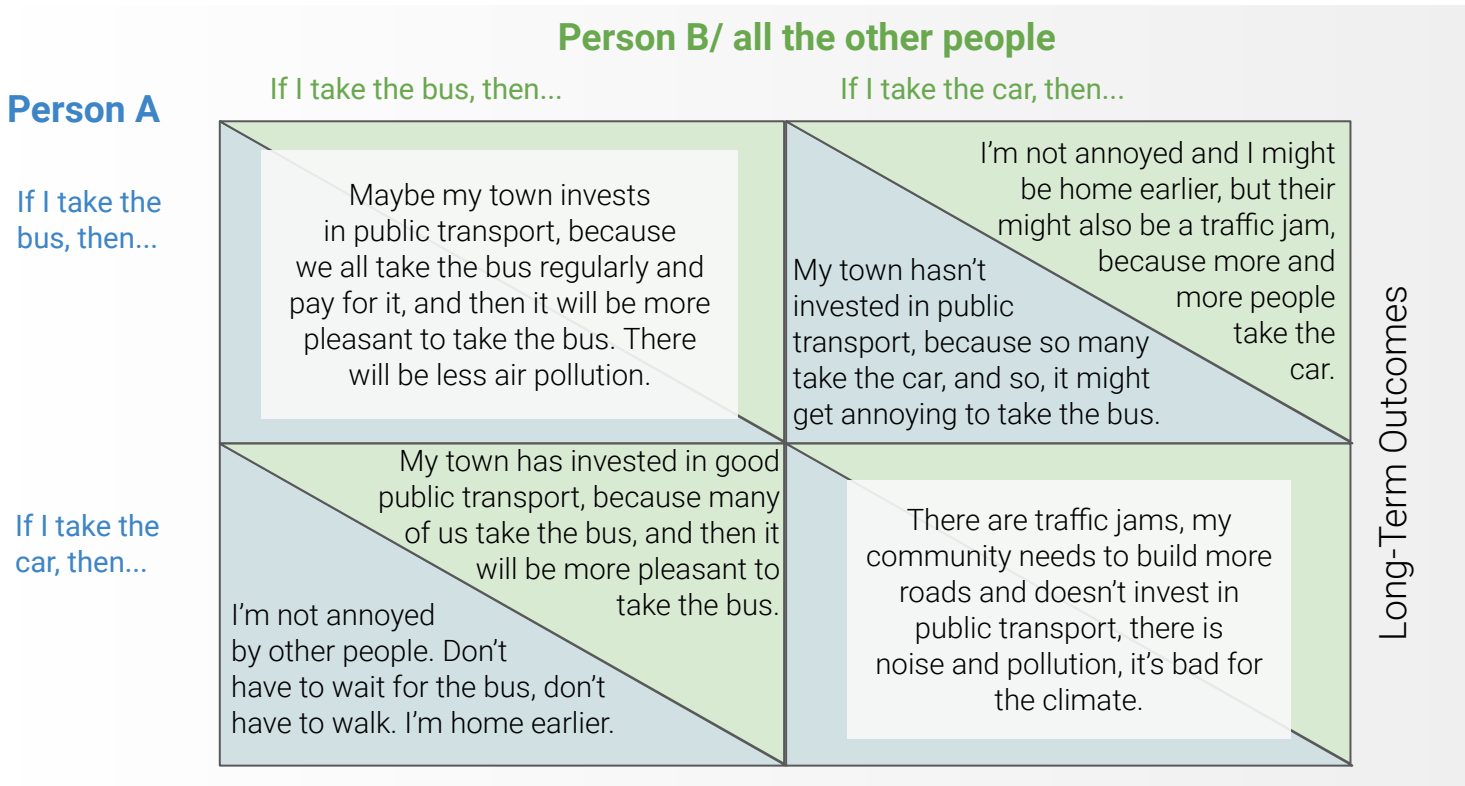 Person B/ all the other people
If I take the bus, then...
If I take the car, then...
Person A
If I take the
bus, then...
Maybe my town invests
in public transport, because
we all take the bus regularly and
pay for it, and then it will be more
pleasant to take the bus. There
will be less air pollution.
My town hasn't
invested in public
transport, because so many
take the car, and so, it might
get annoying to take the bus.
I'm not annoyed and I might
be home earlier, but their
might also be a traffic jam,
because more and
more people
take the
car.
If I take the
car, then...
I'm not annoyed
by other people. Don't
have to wait for the bus, don't
have to walk. I'm home earlier.
My town has invested in good
public transport, because many
of us take the bus, and then it
will be more pleasant to
take the bus.
There are traffic jams, my
community needs to build more
roads and doesn't invest in
public transport, there is
noise and pollution, it's bad for
the climate.
Long-Term Outcomes